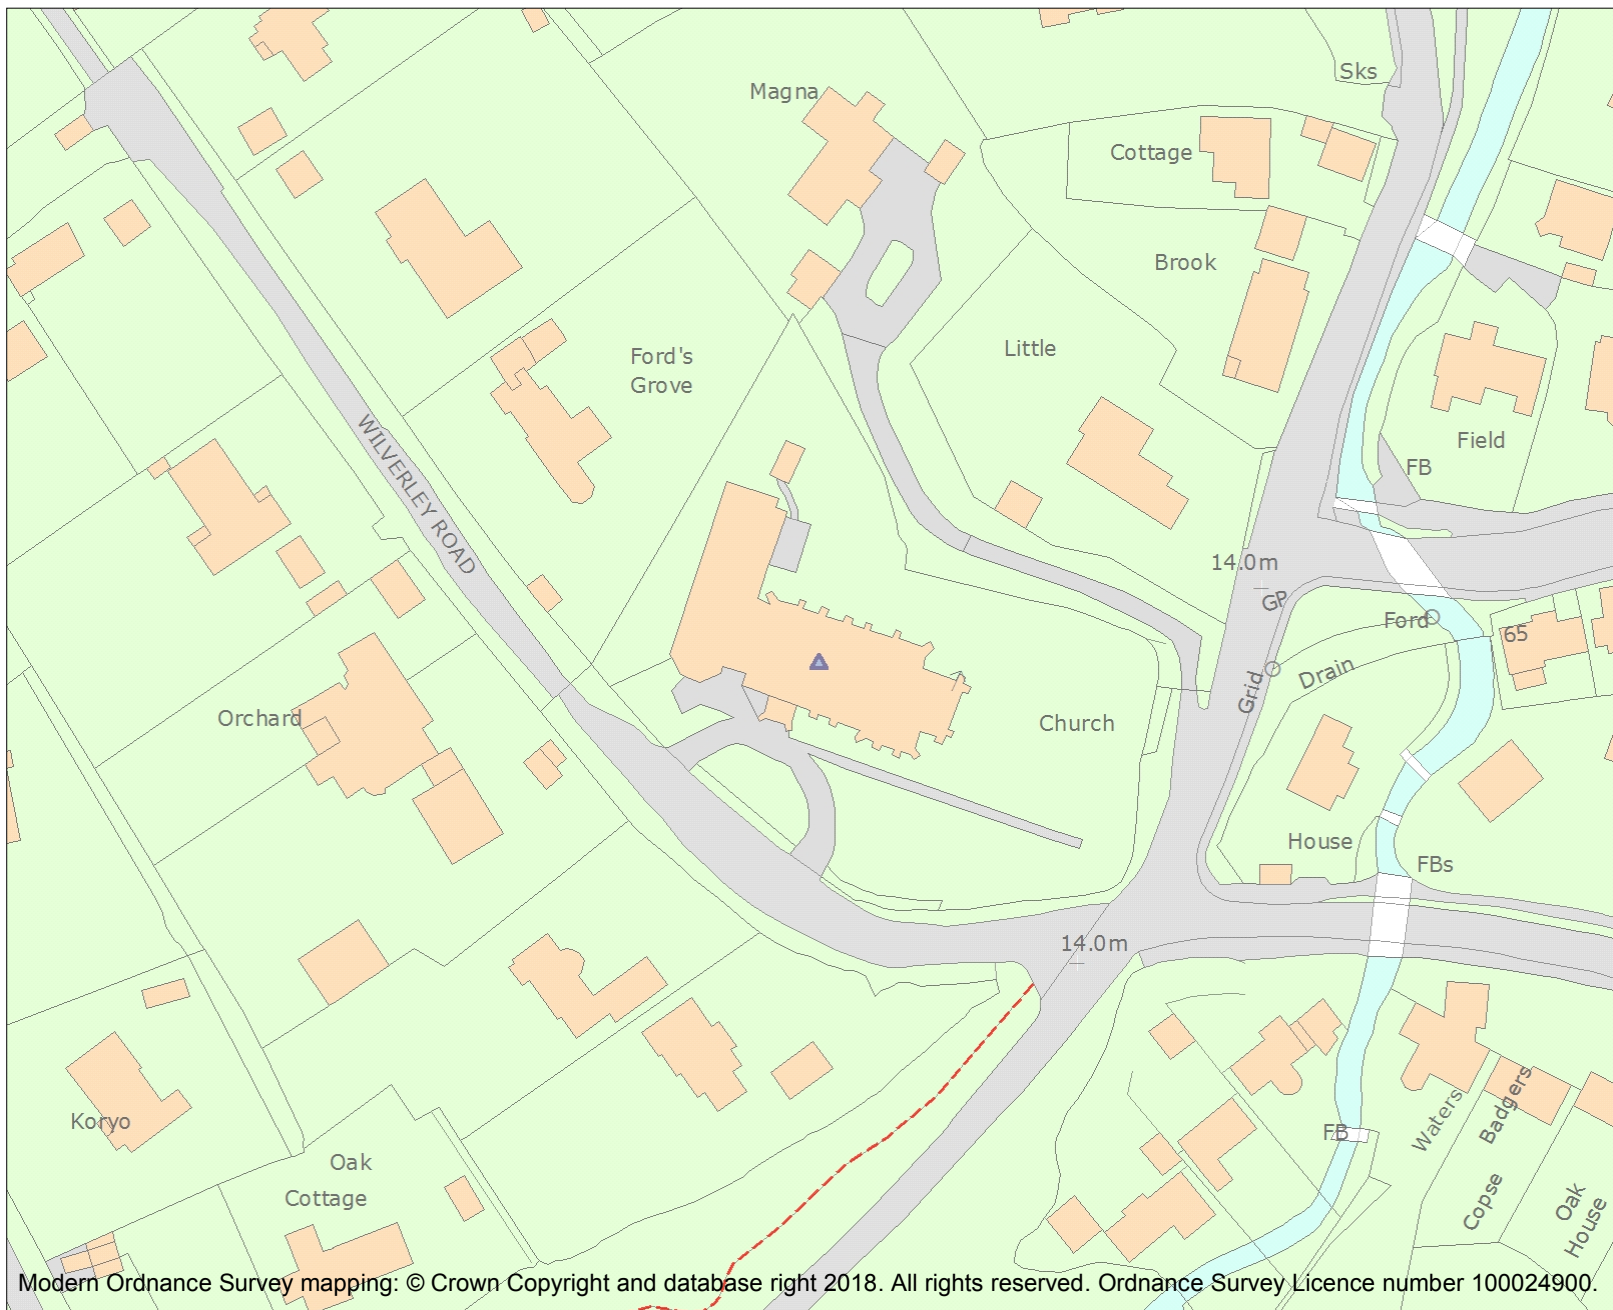 Sks
Magna
Cottage
Brook
Little
Ford's
Grove
Field
FB
WILVERLEY ROAD
14.0m
GP
Ford
65
Drain
Grid
Orchard
Church
House
FBs
14.0m
Koryo
FB
Waters
Badgers
Oak
Cottage
Copse
Oak
House
Modern Ordnance Survey mapping: © Crown Copyright and database right 2018. All rights reserved. Ordnance Survey Licence number 100024900.